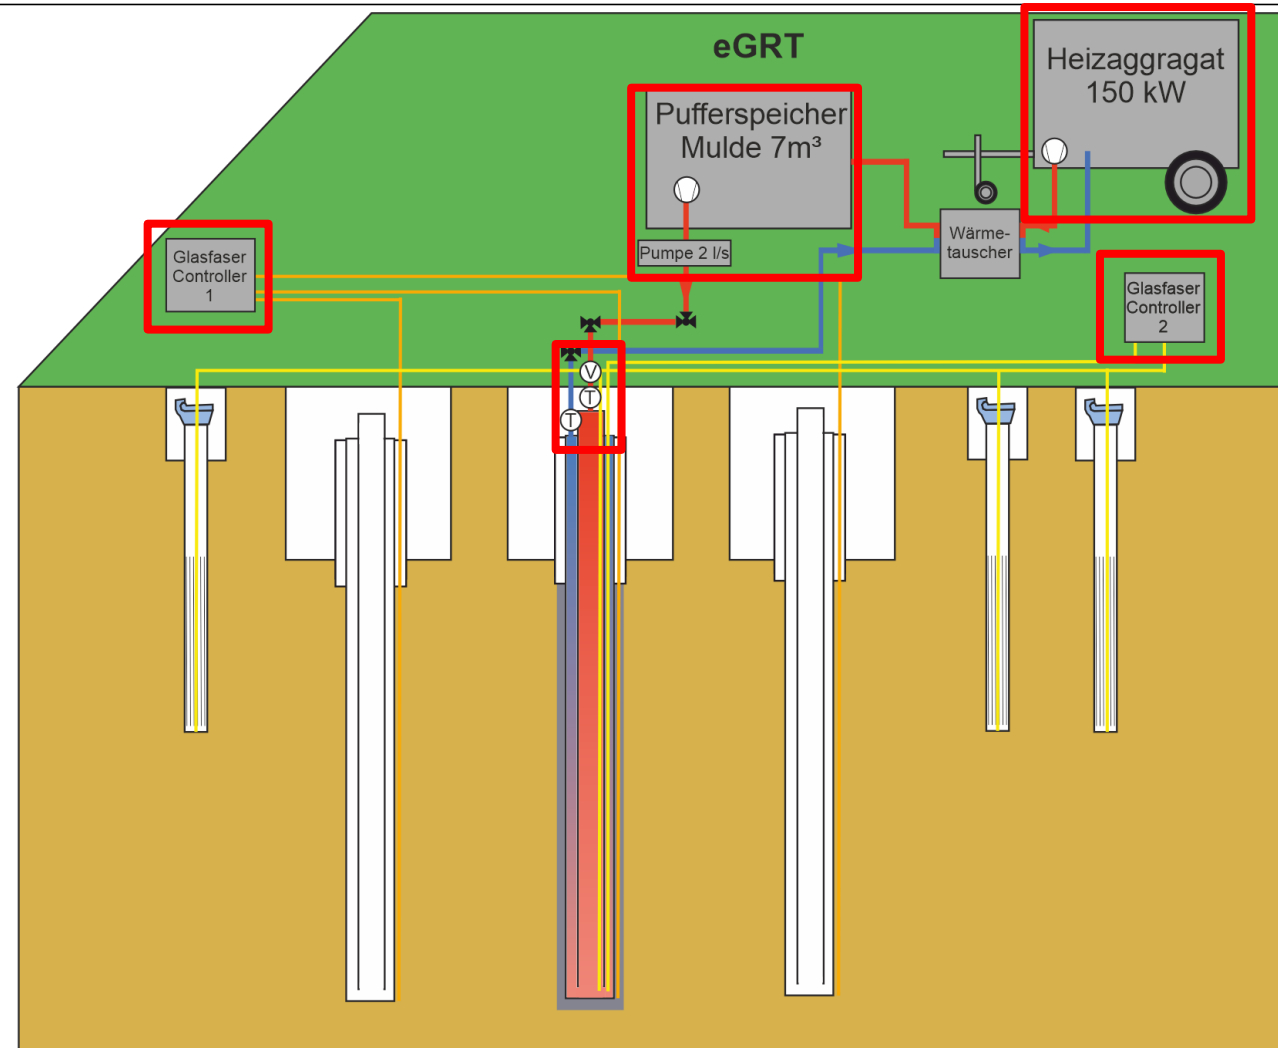 eGRT
Heizaggragat
150 kW
Pufferspeicher
Mulde 7m³
Pumpe 2 l/s
Wärme-
tauscher
Glasfaser
Controller
1
Glasfaser
Controller
2
V
T
T